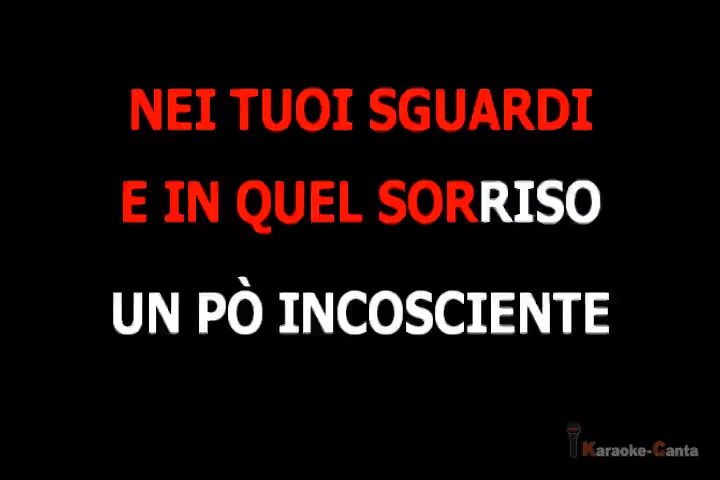 NEI TUOI SGUARDI
E IN QUEL SORRISO
UN PÒ INCOSCIENTE
Karaoke-Canta